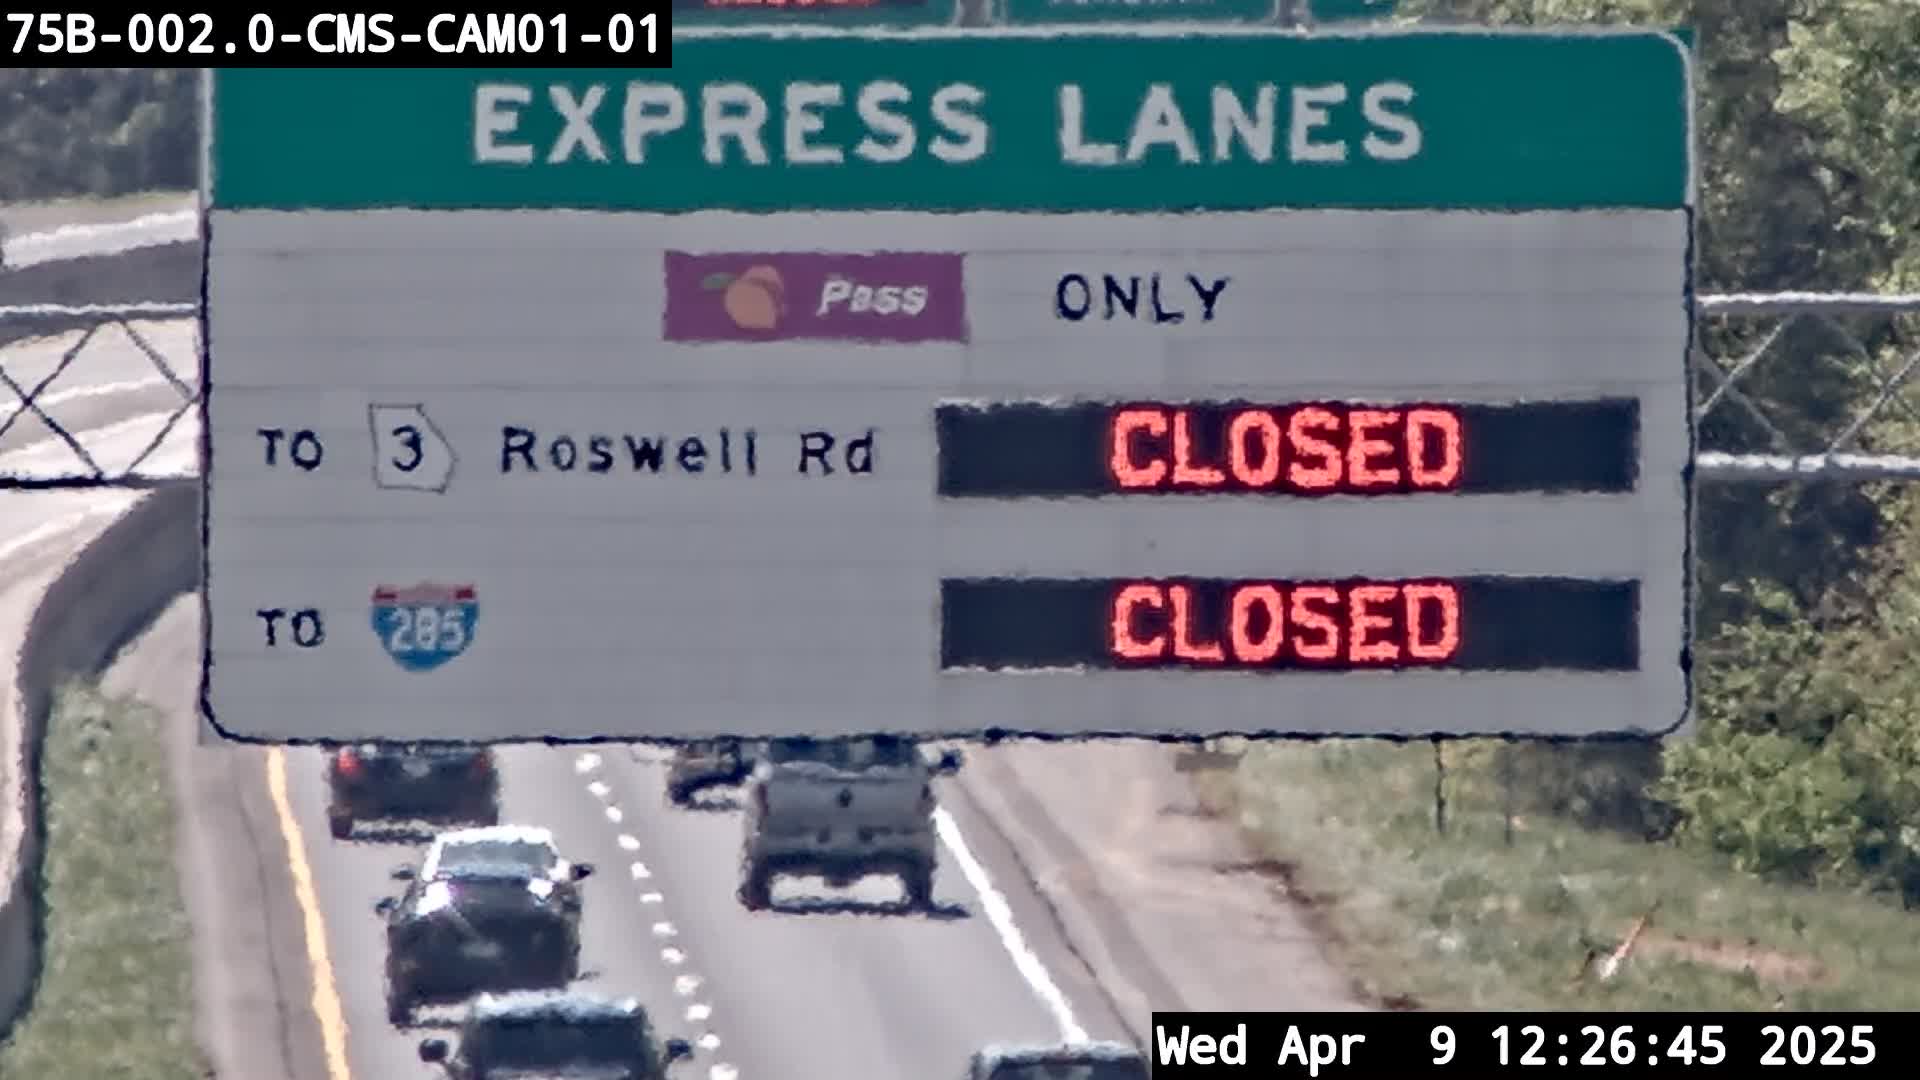 75B-002.0-CMS-CAM01-01
EXPRESS LANES
Pass ONLY
TO 3 Roswell Rd CLOSED
TO 285 CLOSED
Wed Apr 9 12:26:45 2025